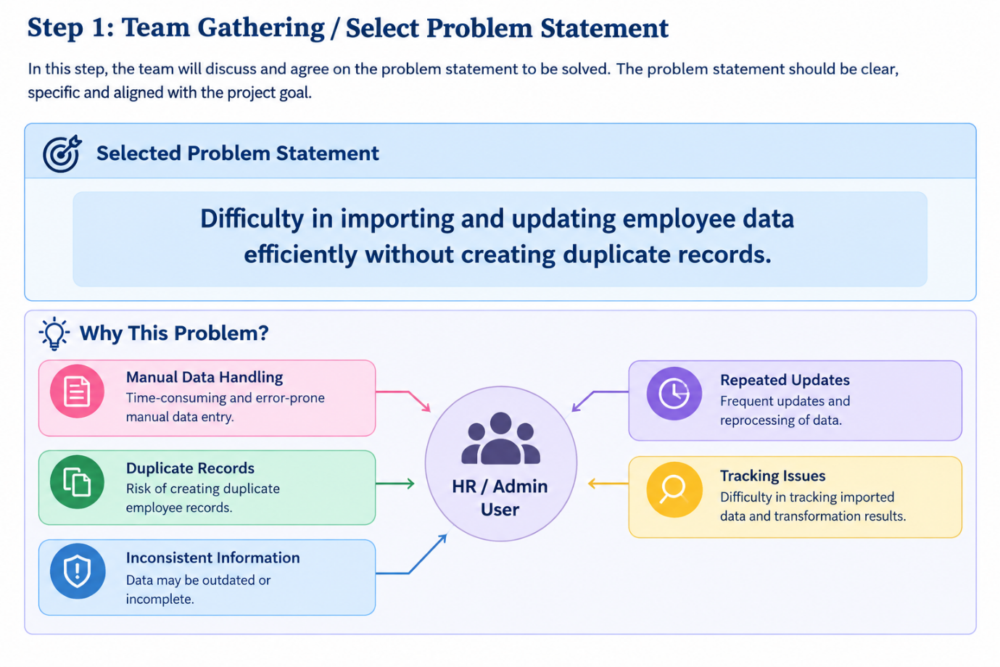 Step 1: Team Gathering / Select Problem Statement
In this step, the team will discuss and agree on the problem statement to be solved. The problem statement should be clear,
specific and aligned with the project goal.
Selected Problem Statement
Difficulty in importing and updating employee data
efficiently without creating duplicate records.
Why This Problem?
Manual Data Handling
Time-consuming and error-prone
manual data entry.
Duplicate Records
Risk of creating duplicate
employee records.
Inconsistent Information
Data may be outdated or
incomplete.
HR / Admin
User
Repeated Updates
Frequent updates and
reprocessing of data.
Tracking Issues
Difficulty in tracking imported
data and transformation results.